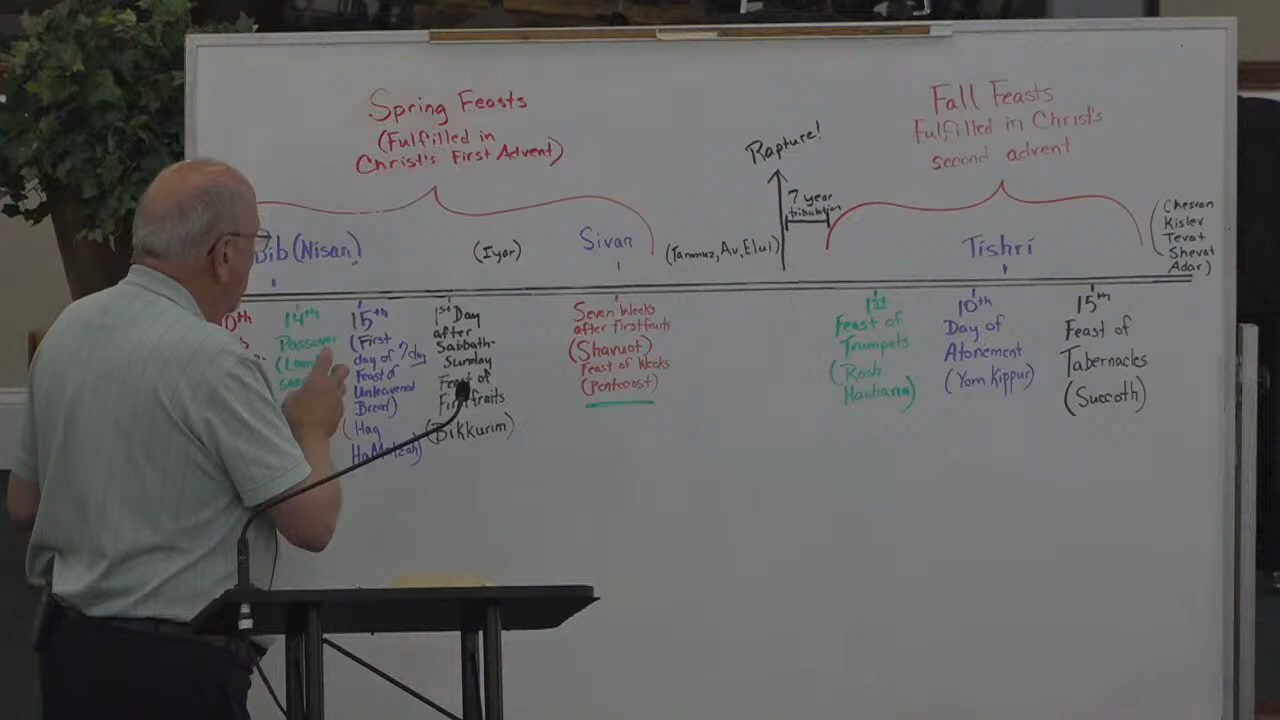 Spring Feasts
(Fulfilled in
Christ's First Advent)
Rapture!
7 year
tribulation
Fall Feasts
Fulfilled in Christ's
second advent
bib (Nisan)
(Iyar)
Sivan
(Tammuz, Av, Elul)
Tishri
(Chesvan
Kislev
Tevat
Shevat
Adar)
14th
Passover
15th
(First
day of 7 day
Feast of
Unleavened
Bread)
(Hag
HaMatzah)
1st Day
after
Sabbath-
Sunday
Feast of
Firstfruits
(Bikkurim)
Seven Weeks
after Firstfruits
(Shavuot)
Feast of Weeks
(Pentecost)
1st
Feast of
Trumpets
(Rosh
Hashana)
10th
Day of
Atonement
(Yom Kippur)
15th
Feast of
Tabernacles
(Succoth)